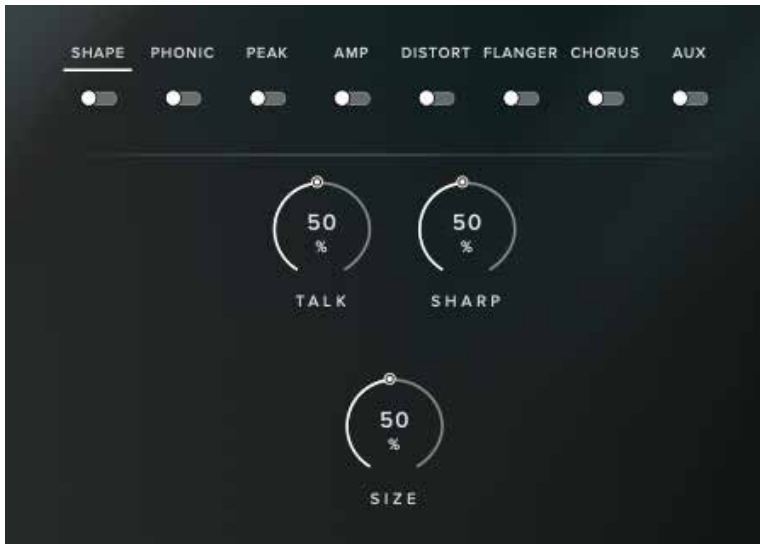 SHAPE PHONIC PEAK AMP DISTORT FLANGER CHORUS AUX
50 50
% %
TALK SHARP
50
%
SIZE